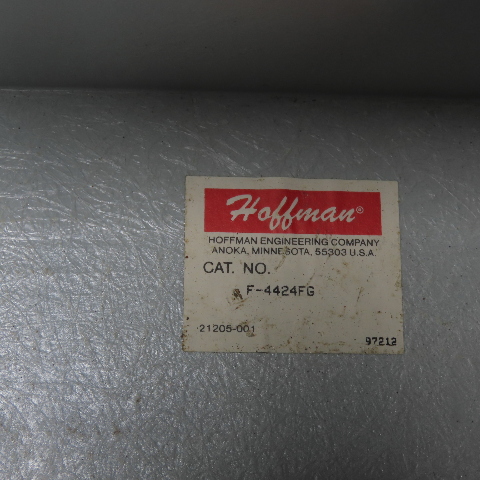 Hoffman®
HOFFMAN ENGINEERING COMPANY
ANOKA, MINNESOTA, 55303 U.S.A.
CAT. NO.
F-4424FG
21205-001
97212